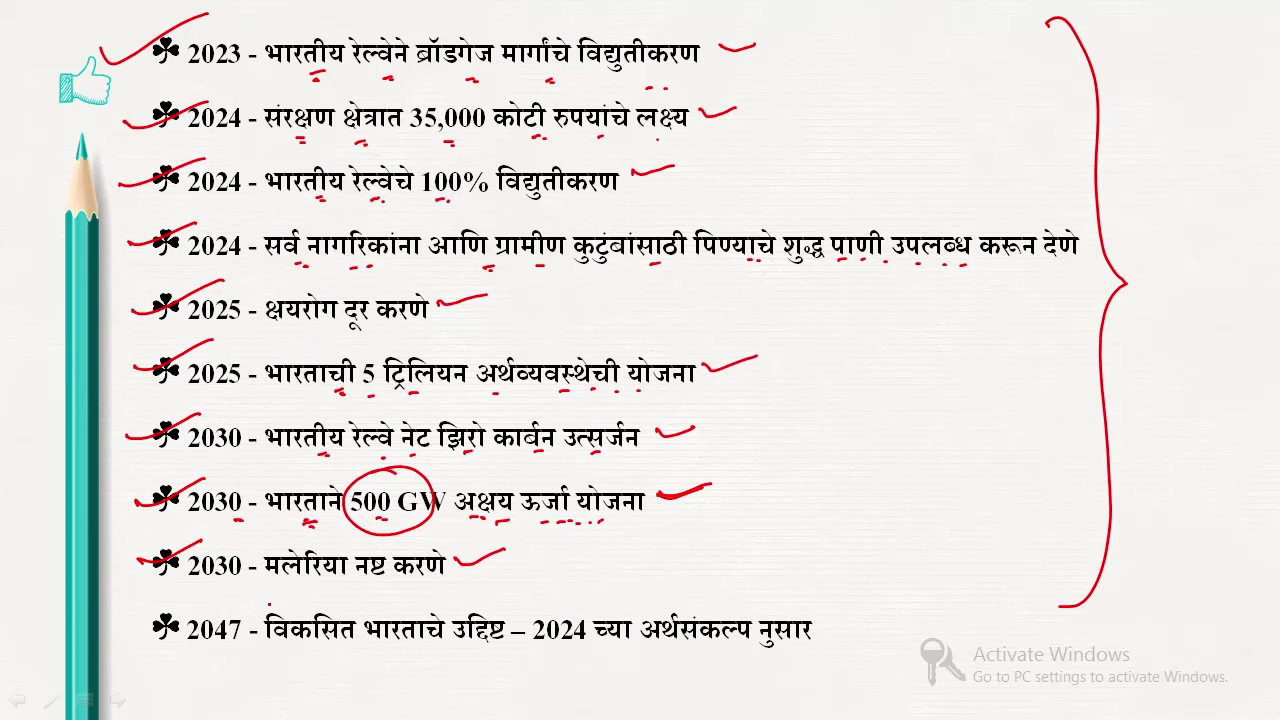 2023 - भारतीय रेल्वेने ब्रॉडगेज मार्गांचे विद्युतीकरण
2024 - संरक्षण क्षेत्रात 35,000 कोटी रुपयांचे लक्ष्य
2024 - भारतीय रेल्वेचे 100% विद्युतीकरण
2024 - सर्व नागरिकांना आणि ग्रामीण कुटुंबांसाठी पिण्याचे शुद्ध पाणी उपलब्ध करून देणे
2025 - क्षयरोग दूर करणे
2025 - भारताची 5 ट्रिलियन अर्थव्यवस्थेची योजना
2030 - भारतीय रेल्वे नेट झिरो कार्बन उत्सर्जन
2030 - भारताने 500 GW अक्षय ऊर्जा योजना
2030 - मलेरिया नष्ट करणे
2047 - विकसित भारताचे उद्दिष्ट – 2024 च्या अर्थसंकल्प नुसार
Activate Windows
Go to PC settings to activate Windows.